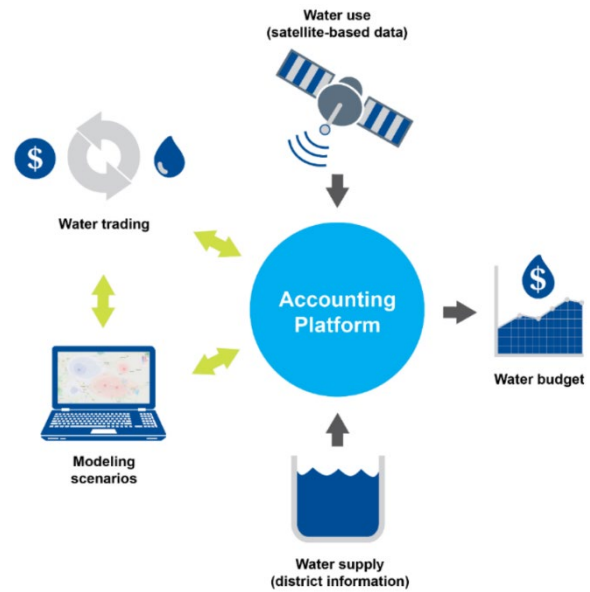 Water use
(satellite-based data)
$
Water trading
Accounting
Platform
$
Water budget
Modeling
scenarios
Water supply
(district information)